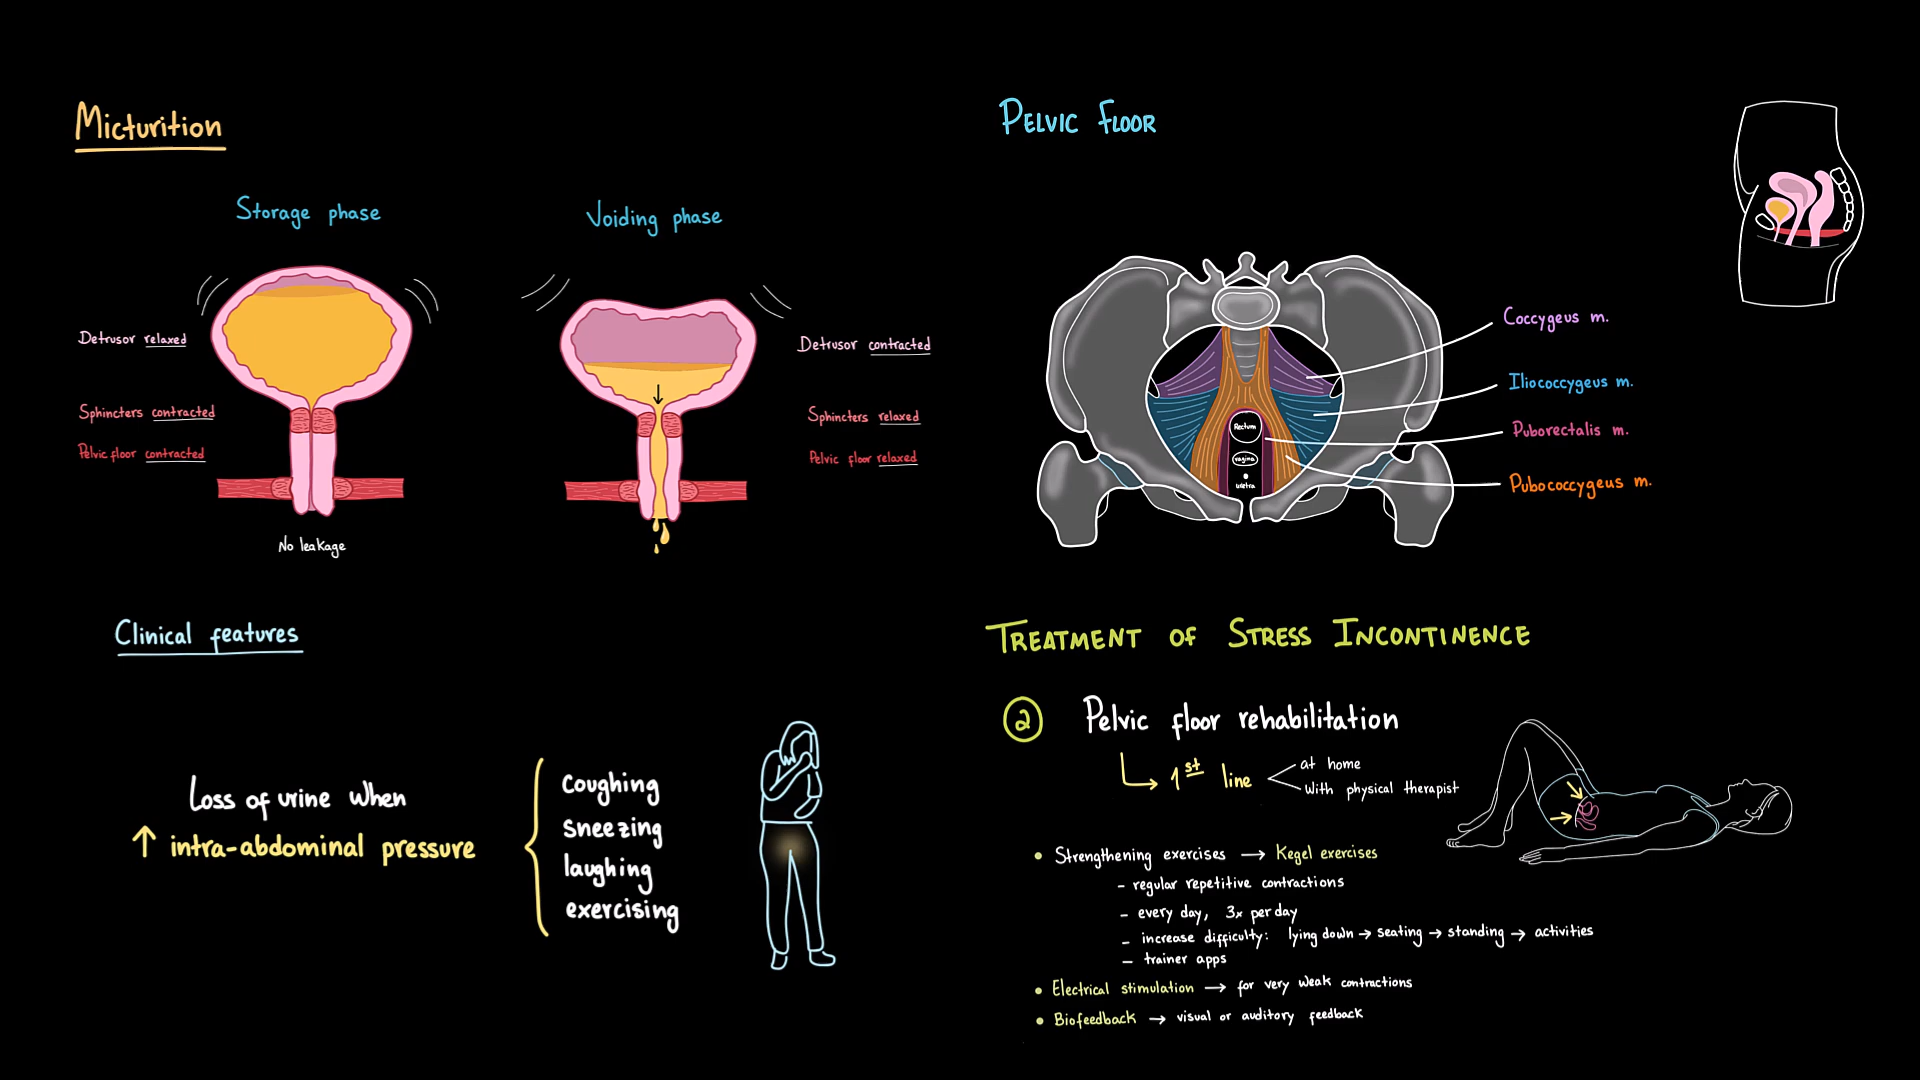 Micturition
Storage phase
Voiding phase
Detrusor relaxed
Sphincters contracted
Pelvic floor contracted
No leakage
Detrusor contracted
Sphincters relaxed
Pelvic floor relaxed
PELVIC FLOOR
Coccygeus m.
Iliococcygeus m.
Puborectalis m.
Pubococcygeus m.
Rectum
vagina
uretra
Clinical features
Loss of urine when
↑ intra-abdominal pressure
coughing
sneezing
laughing
exercising
TREATMENT OF STRESS INCONTINENCE
2 Pelvic floor rehabilitation
1st line
at home
with physical therapist
• Strengthening exercises → Kegel exercises
- regular repetitive contractions
- every day, 3x per day
- increase difficulty: lying down → seating → standing → activities
- trainer apps
• Electrical stimulation → for very weak contractions
• Biofeedback → visual or auditory feedback